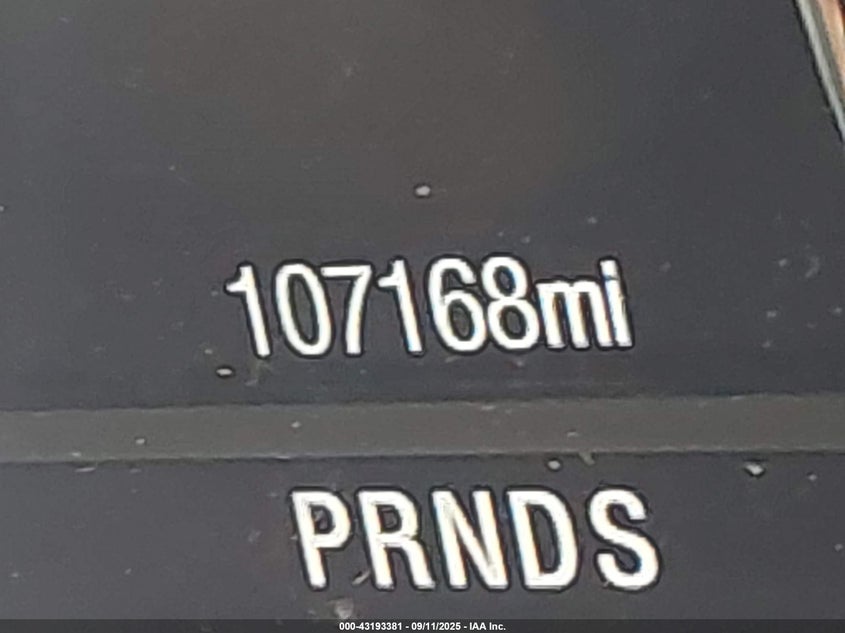 107168mi
PRNDS
000-43193381 - 09/11/2025 - IAA Inc.